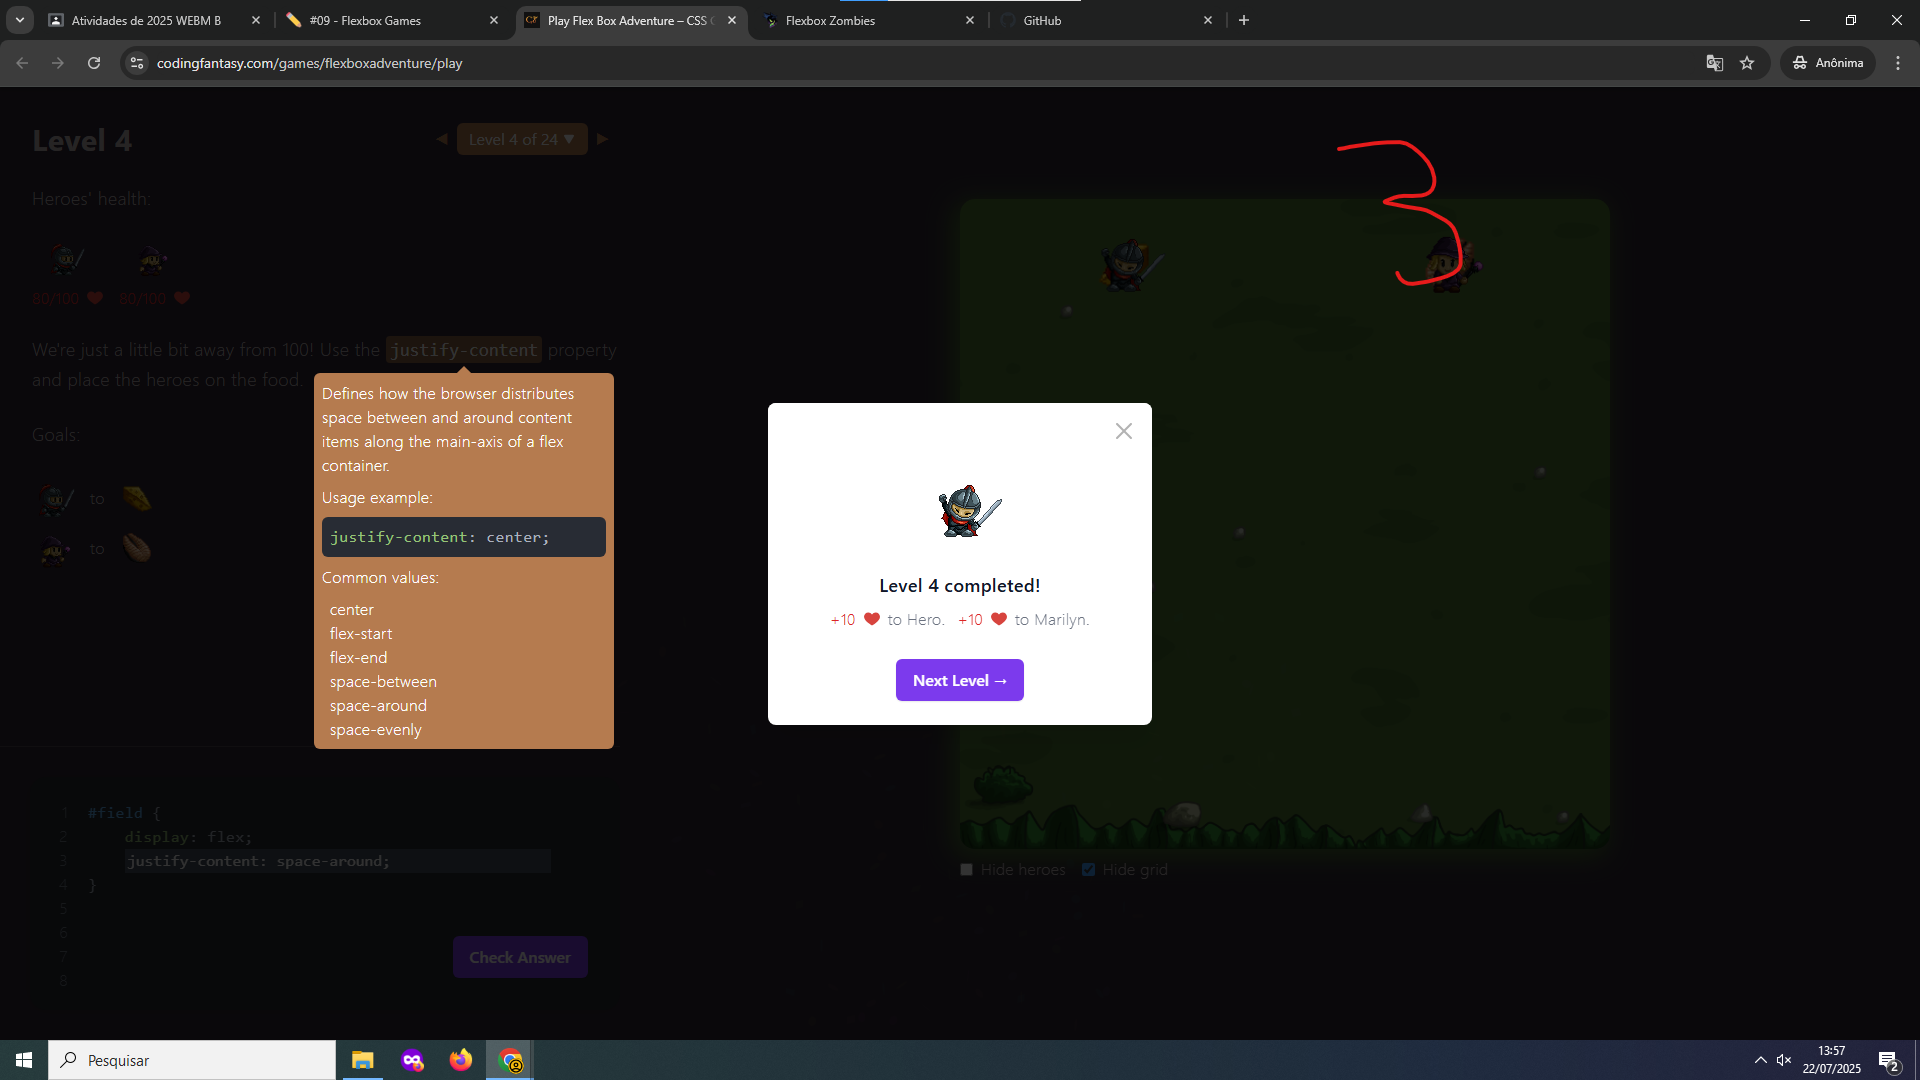 Atividades de 2025 WEBM B
#09 - Flexbox Games
Play Flex Box Adventure – CSS
Flexbox Zombies
GitHub
codingfantasy.com/games/flexboxadventure/play
Anônima
Level 4
Level 4 of 24 ▼
3
Heroes' health:
80/100
80/100
We're just a little bit away from 100! Use the justify-content property
and place the heroes on the food.
Goals:
to
to
Defines how the browser distributes
space between and around content
items along the main-axis of a flex
container.
Usage example:
justify-content: center;
Common values:
center
flex-start
flex-end
space-between
space-around
space-evenly
Level 4 completed!
+10 to Hero. +10 to Marilyn.
Next Level →
1 #field {
2 display: flex;
3 justify-content: space-around;
4 }
5
6
7
8
Check Answer
Hide heroes Hide grid
Pesquisar
13:57
22/07/2025
2